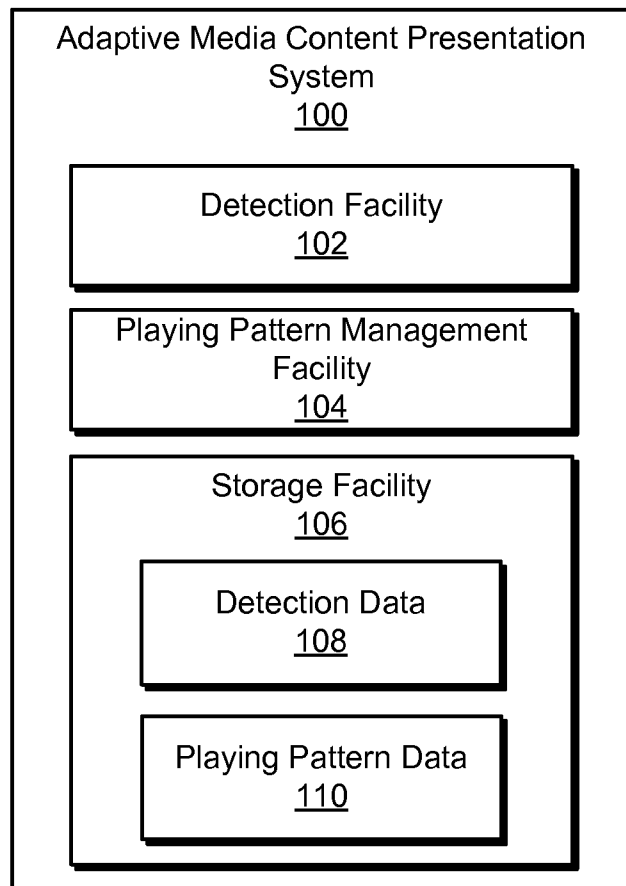 Adaptive Media Content Presentation
System
100
Detection Facility
102
Playing Pattern Management
Facility
104
Storage Facility
106
Detection Data
108
Playing Pattern Data
110